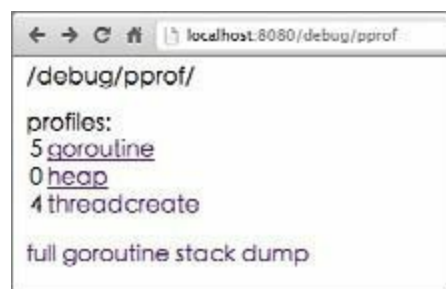 localhost:8080/debug/pprof
/debug/pprof/
profiles:
5 goroutine
0 heap
4 threadcreate
full goroutine stack dump